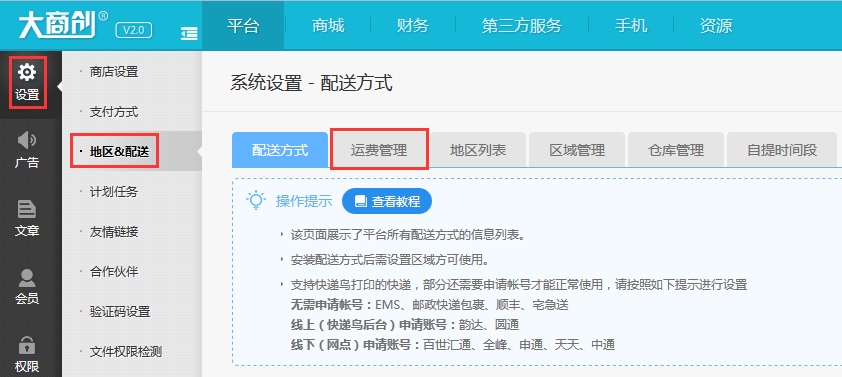 大商创® V2.0
平台 商城 财务 第三方服务 手机 资源
设置
广告
文章
会员
权限
商店设置
支付方式
地区&配送
计划任务
友情链接
合作伙伴
验证码设置
文件权限检测
系统设置 - 配送方式
配送方式 运费管理 地区列表 区域管理 仓库管理 自提时间段
操作提示 查看教程
该页面展示了平台所有配送方式的信息列表。
安装配送方式后需设置区域方可使用。
支持快递鸟打印的快递，部分还需要申请帐号才能正常使用，请按照如下提示进行设置
无需申请帐号：EMS、邮政快递包裹、顺丰、宅急送
线上（快递鸟后台）申请账号：韵达、圆通
线下（网点）申请账号：百世汇通、全峰、申通、天天、中通